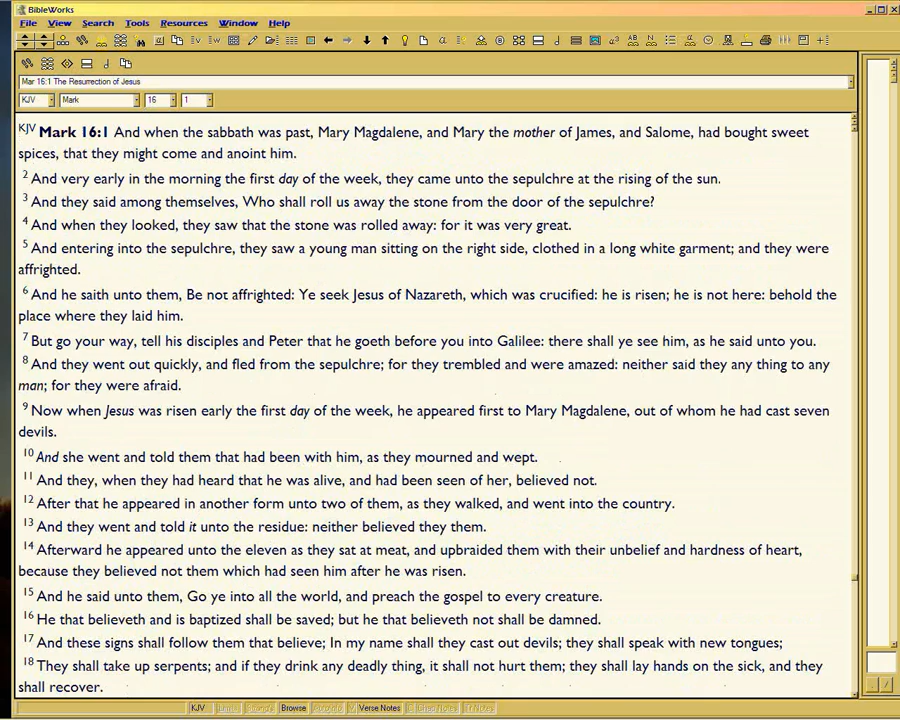 BibleWorks
File View Search Tools Resources Window Help
Mar 16:1 The Resurrection of Jesus
KJV Mark 16 1
KJV Mark 16:1 And when the sabbath was past, Mary Magdalene, and Mary the mother of James, and Salome, had bought sweet
spices, that they might come and anoint him.
2 And very early in the morning the first day of the week, they came unto the sepulchre at the rising of the sun.
3 And they said among themselves, Who shall roll us away the stone from the door of the sepulchre?
4 And when they looked, they saw that the stone was rolled away: for it was very great.
5 And entering into the sepulchre, they saw a young man sitting on the right side, clothed in a long white garment; and they were
affrighted.
6 And he saith unto them, Be not affrighted: Ye seek Jesus of Nazareth, which was crucified: he is risen; he is not here: behold the
place where they laid him.
7 But go your way, tell his disciples and Peter that he goeth before you into Galilee: there shall ye see him, as he said unto you.
8 And they went out quickly, and fled from the sepulchre; for they trembled and were amazed: neither said they any thing to any
man; for they were afraid.
9 Now when Jesus was risen early the first day of the week, he appeared first to Mary Magdalene, out of whom he had cast seven
devils.
10 And she went and told them that had been with him, as they mourned and wept.
11 And they, when they had heard that he was alive, and had been seen of her, believed not.
12 After that he appeared in another form unto two of them, as they walked, and went into the country.
13 And they went and told it unto the residue: neither believed they them.
14 Afterward he appeared unto the eleven as they sat at meat, and upbraided them with their unbelief and hardness of heart,
because they believed not them which had seen him after he was risen.
15 And he said unto them, Go ye into all the world, and preach the gospel to every creature.
16 He that believeth and is baptized shall be saved; but he that believeth not shall be damned.
17 And these signs shall follow them that believe; In my name shall they cast out devils; they shall speak with new tongues;
18 They shall take up serpents; and if they drink any deadly thing, it shall not hurt them; they shall lay hands on the sick, and they
shall recover.
KJV Browse Verse Notes